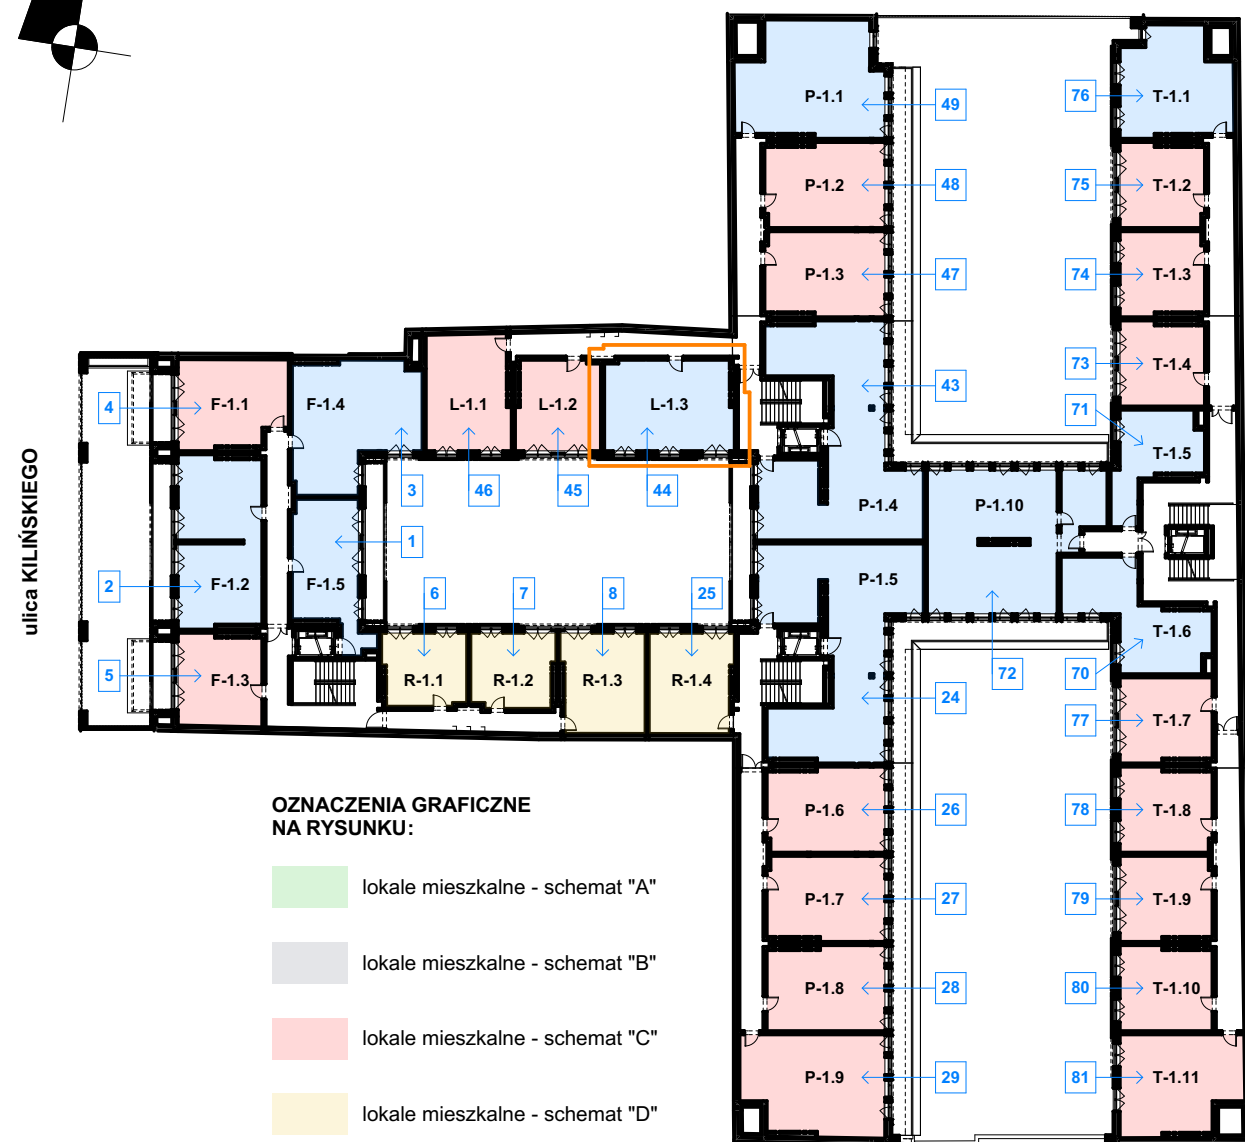 P-1.1
49
76
T-1.1
P-1.2
48
75
T-1.2
P-1.3
47
74
T-1.3
43
73
T-1.4
4
F-1.1
F-1.4
L-1.1
L-1.2
L-1.3
71
T-1.5
ulica KILIŃSKIEGO
3
46
45
44
P-1.4
P-1.10
1
2
F-1.2
F-1.5
6
7
8
25
P-1.5
T-1.6
5
F-1.3
R-1.1
R-1.2
R-1.3
R-1.4
24
72
70
77
T-1.7
OZNACZENIA GRAFICZNE
NA RYSUNKU:
P-1.6
26
78
T-1.8
lokale mieszkalne - schemat "A"
P-1.7
27
79
T-1.9
lokale mieszkalne - schemat "B"
P-1.8
28
80
T-1.10
lokale mieszkalne - schemat "C"
P-1.9
29
81
T-1.11
lokale mieszkalne - schemat "D"